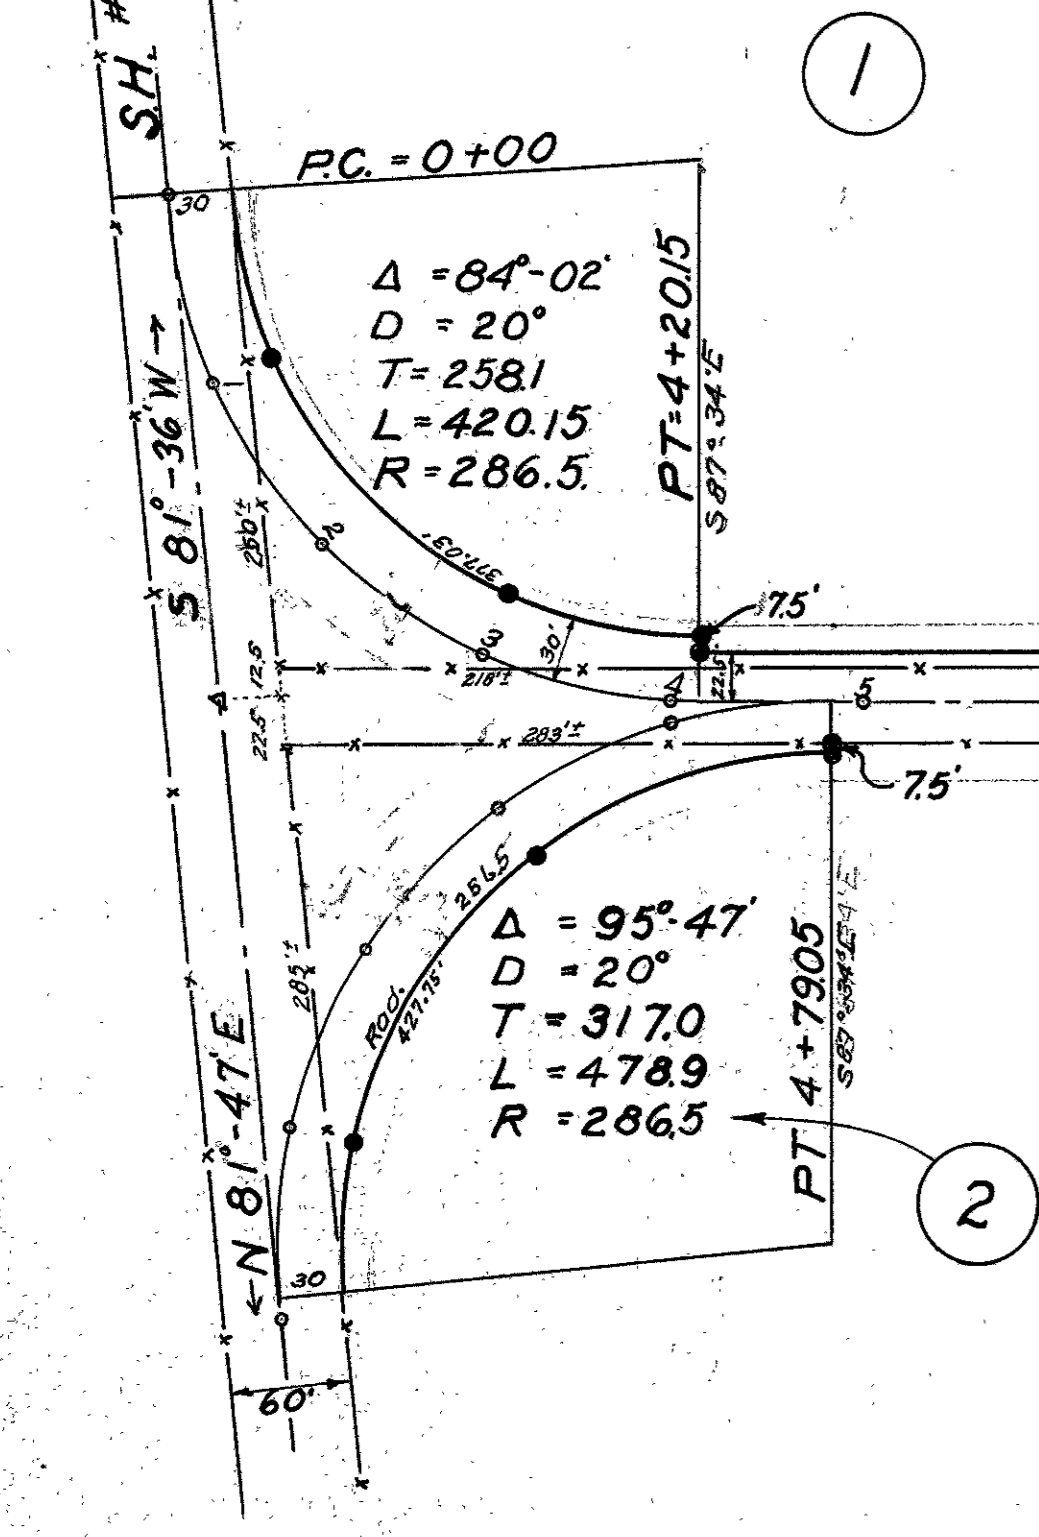 S.H. #
1
P.C. = 0+00
30
Δ = 84°-02'
D = 20°
T = 258.1
L = 420.15
R = 286.5
PT = 4+20.15
S 87° 34' E
S 81°-36' W →
1
2
3
4
5
377.03'
30'
7.5'
22.5'
12.5
22.5
Δ
218'±
283'±
7.5'
256.5
Rad.
427.75'
285'±
Δ = 95°-47'
D = 20°
T = 317.0
L = 478.9
R = 286.5
PT 4+79.05
2
← N 81°-47' E
30
60'